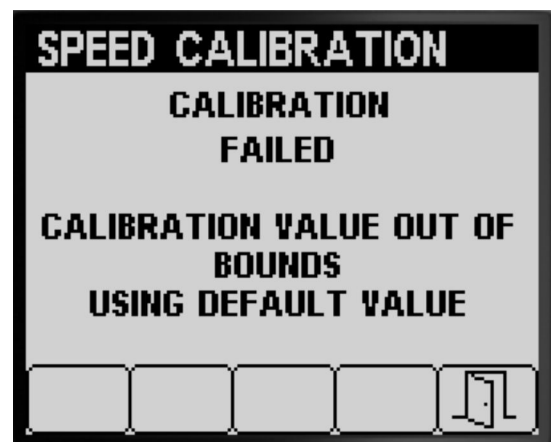 SPEED CALIBRATION
CALIBRATION
FAILED
CALIBRATION VALUE OUT OF
BOUNDS
USING DEFAULT VALUE